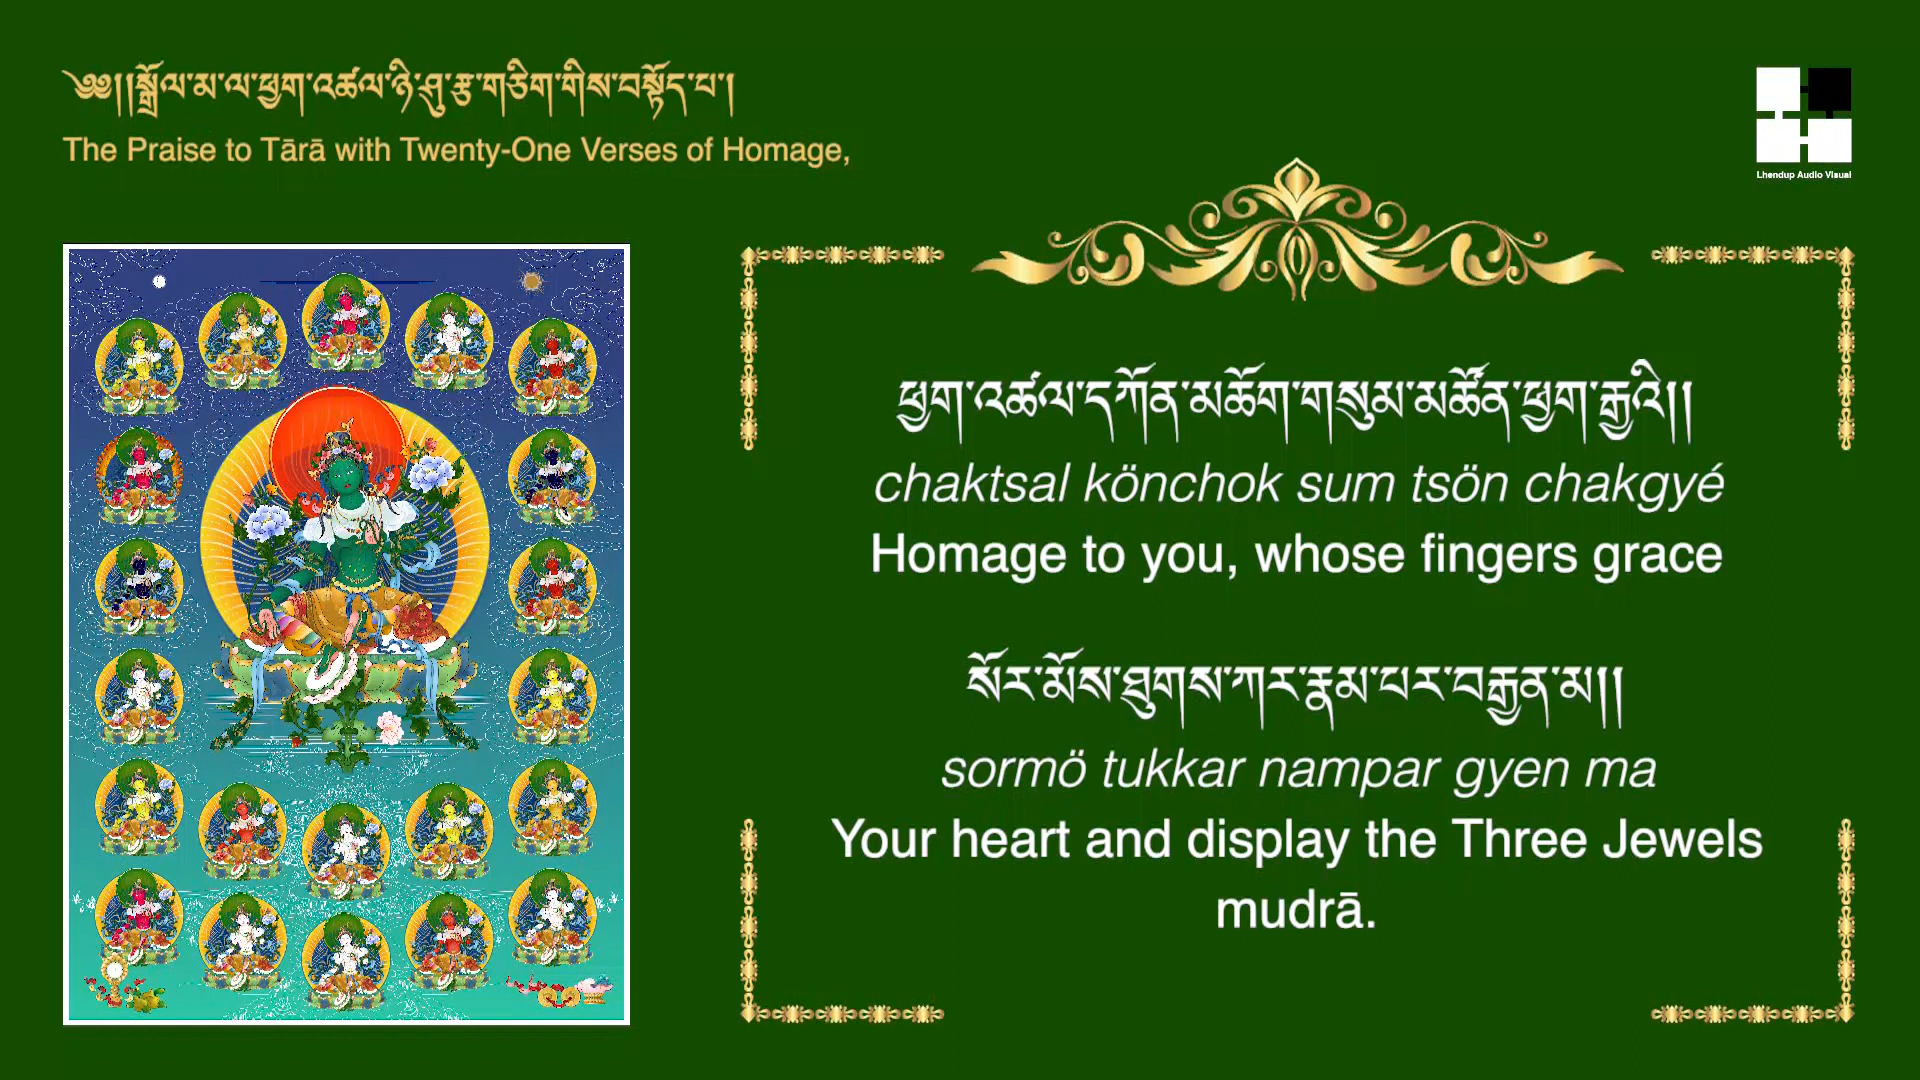 ༄༅།།སྒྲོལ་མ་ལ་ཕྱག་འཚལ་ཉི་ཤུ་རྩ་གཅིག་གིས་བསྟོད་པ་།
The Praise to Tārā with Twenty-One Verses of Homage,
Lhendup Audio Visual
ཕྱག་འཚལ་དཀོན་མཆོག་གསུམ་མཚོན་ཕྱག་རྒྱའི།།
chaktsal könchok sum tsön chakgyé
Homage to you, whose fingers grace
སོར་མོས་ཐུགས་ཀར་རྣམ་པར་བརྒྱན་མ།།
sormö tukkar nampar gyen ma
Your heart and display the Three Jewels
mudrā.